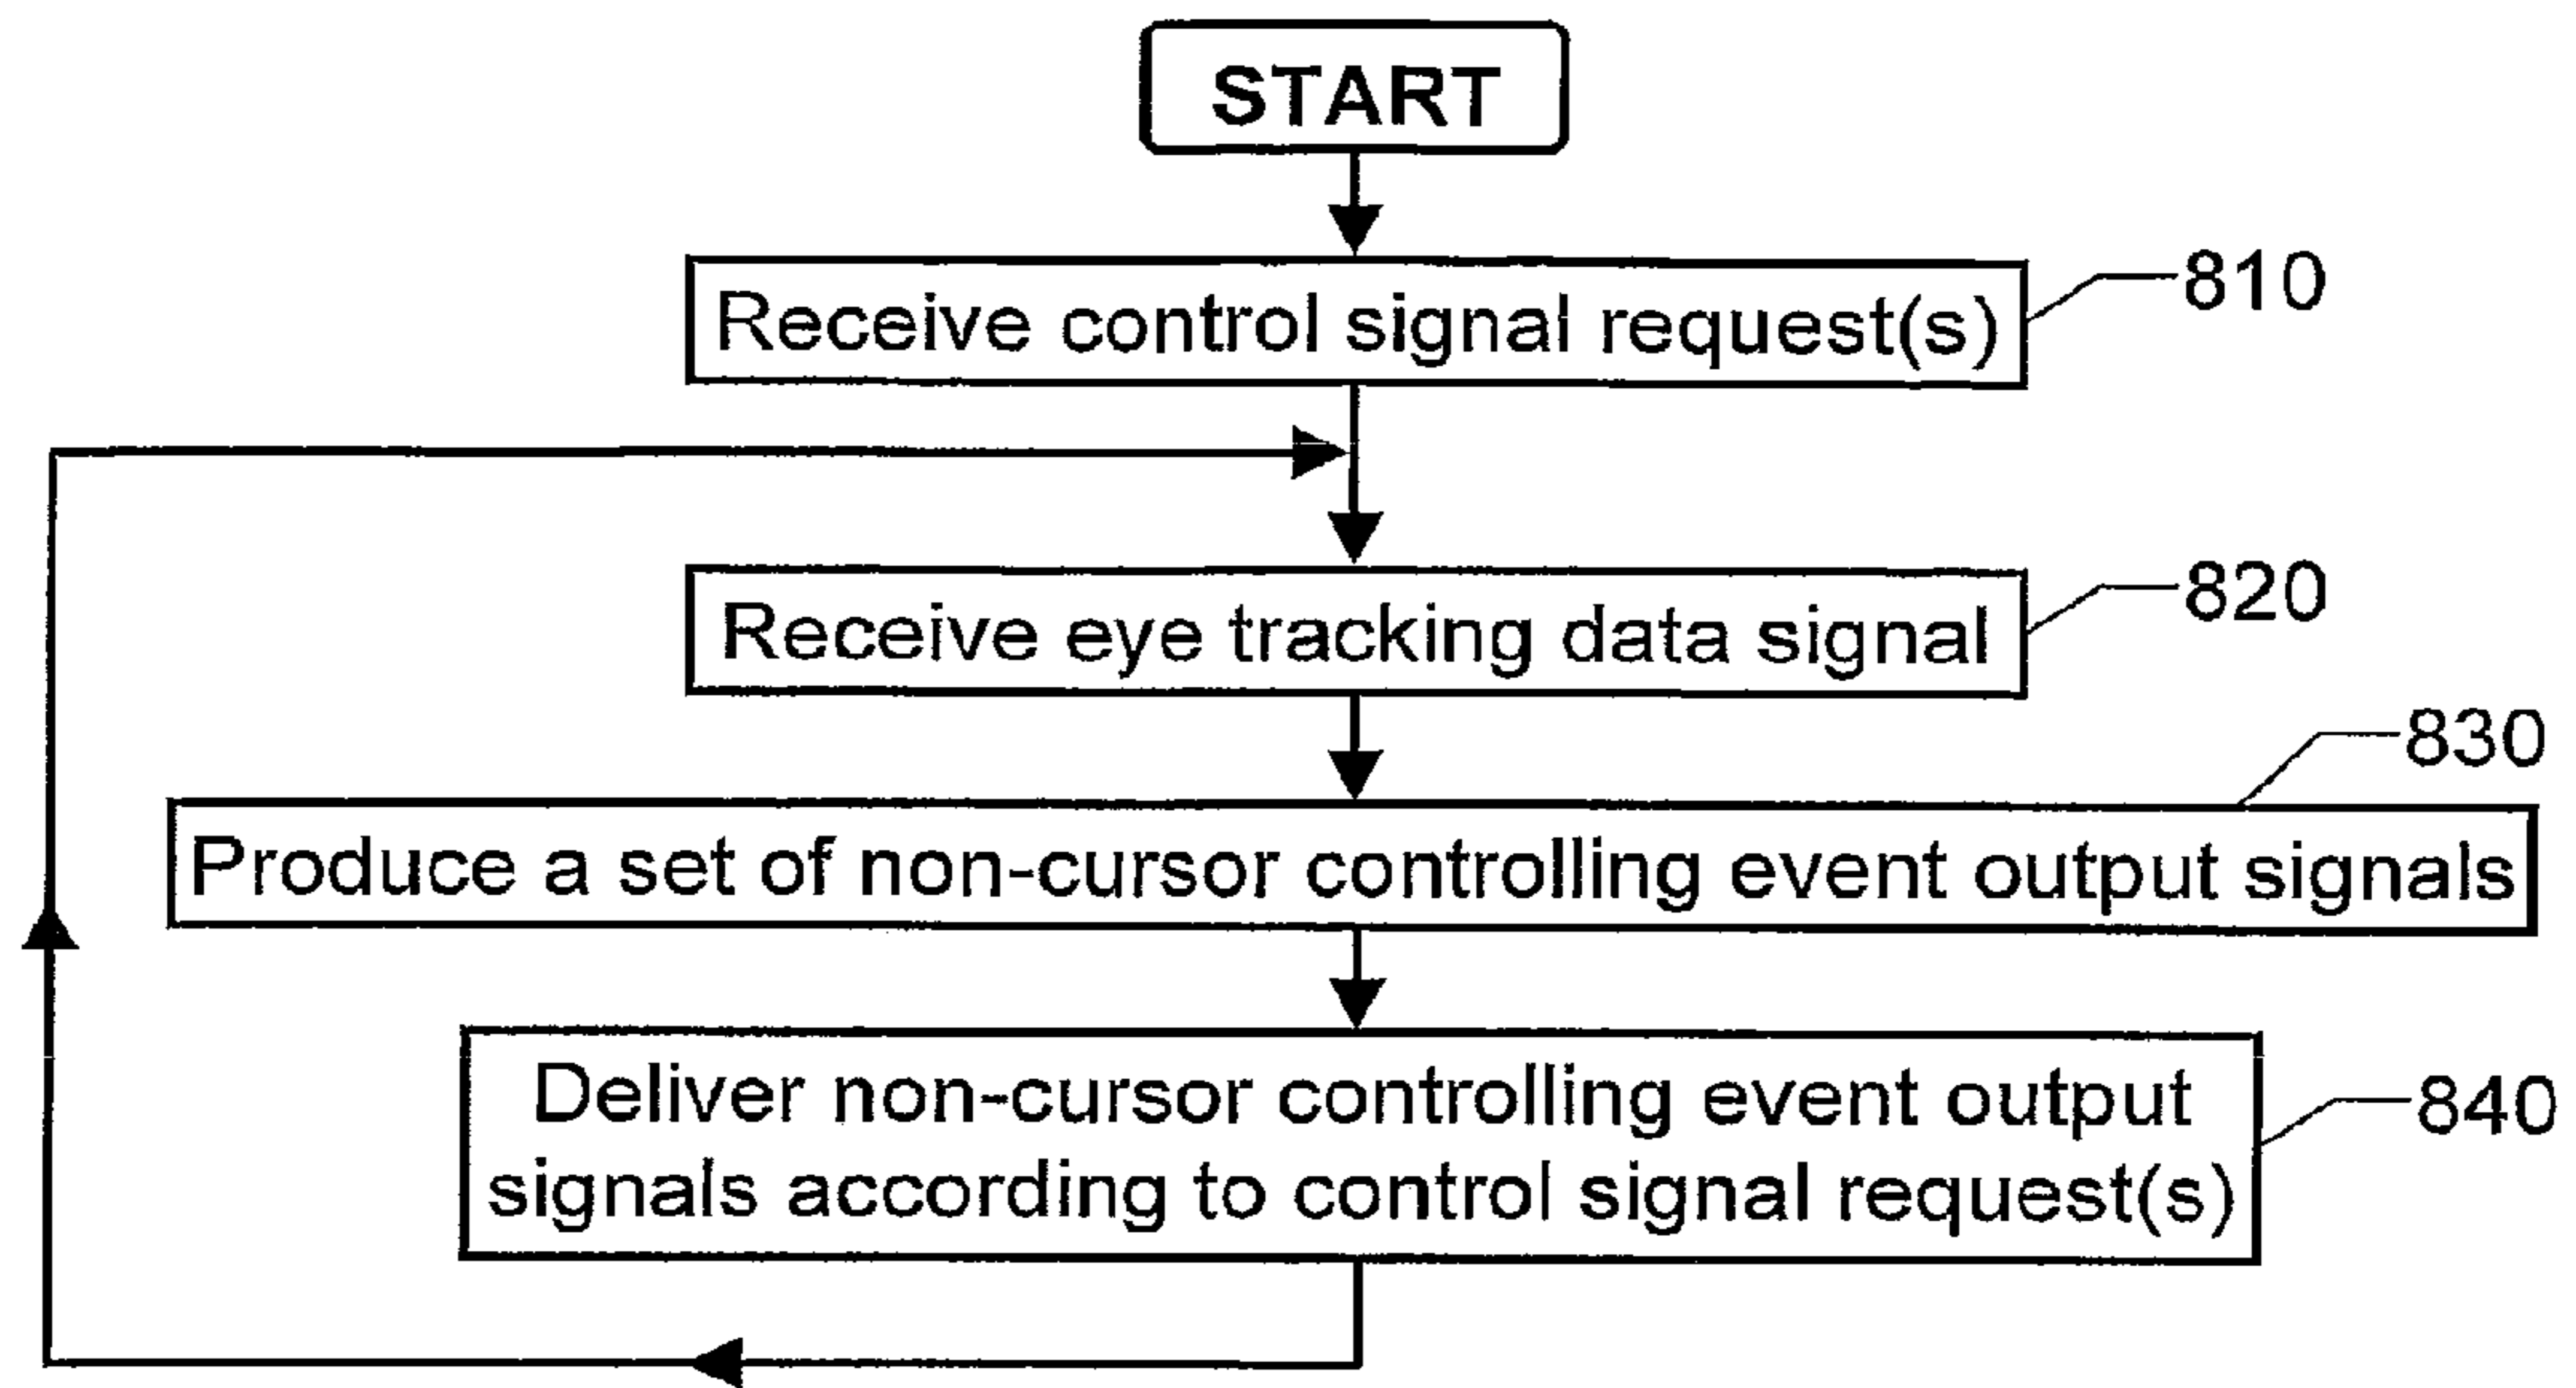 START
Receive control signal request(s)
810
Receive eye tracking data signal
820
830
Produce a set of non-cursor controlling event output signals
Deliver non-cursor controlling event output
signals according to control signal request(s)
840